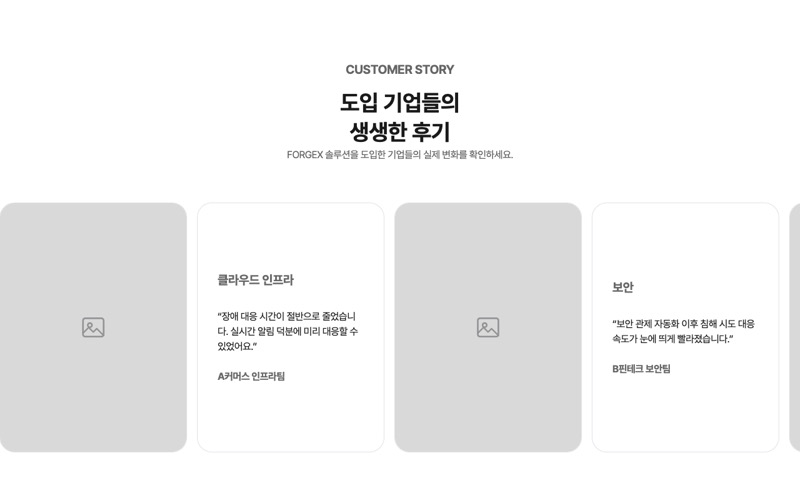 CUSTOMER STORY
도입 기업들의
생생한 후기
FORGEX 솔루션을 도입한 기업들의 실제 변화를 확인하세요.
클라우드 인프라
“장애 대응 시간이 절반으로 줄었습니
다. 실시간 알림 덕분에 미리 대응할 수
있었어요.”
A커머스 인프라팀
보안
“보안 관제 자동화 이후 침해 시도 대응
속도가 눈에 띄게 빨라졌습니다.”
B핀테크 보안팀